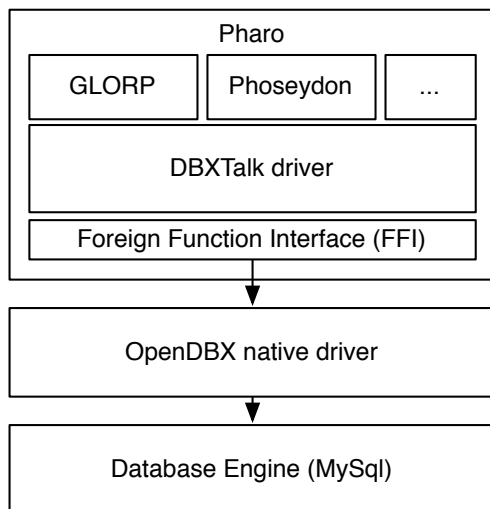 Pharo
GLORP Phoseydon ...
DBXTalk driver
Foreign Function Interface (FFI)
OpenDBX native driver
Database Engine (MySql)